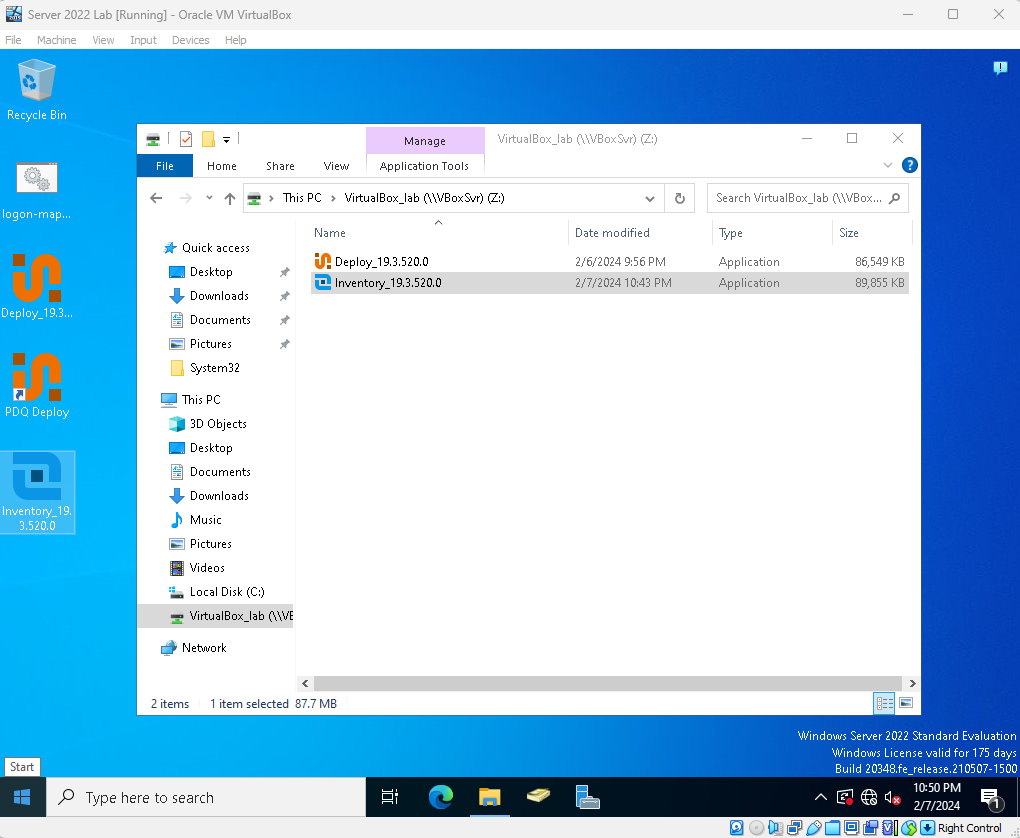 Server 2022 Lab [Running] - Oracle VM VirtualBox
File Machine View Input Devices Help
Recycle Bin
logon-map...
Deploy_19.3...
PDQ Deploy
Inventory_19.
3.520.0
Manage
VirtualBox_lab (\\VBoxSvr) (Z:)
File Home Share View Application Tools
This PC > VirtualBox_lab (\\VBoxSvr) (Z:)
Search VirtualBox_lab (\\VBox...
Name Date modified Type Size
Deploy_19.3.520.0 2/6/2024 9:56 PM Application 86,549 KB
Inventory_19.3.520.0 2/7/2024 10:43 PM Application 89,855 KB
Quick access
Desktop
Downloads
Documents
Pictures
System32
This PC
3D Objects
Desktop
Documents
Downloads
Music
Pictures
Videos
Local Disk (C:)
VirtualBox_lab (\\VB
Network
2 items 1 item selected 87.7 MB
Windows Server 2022 Standard Evaluation
Windows License valid for 175 days
Build 20348.fe_release.210507-1500
Start
Type here to search
10:50 PM
2/7/2024
1
Right Control